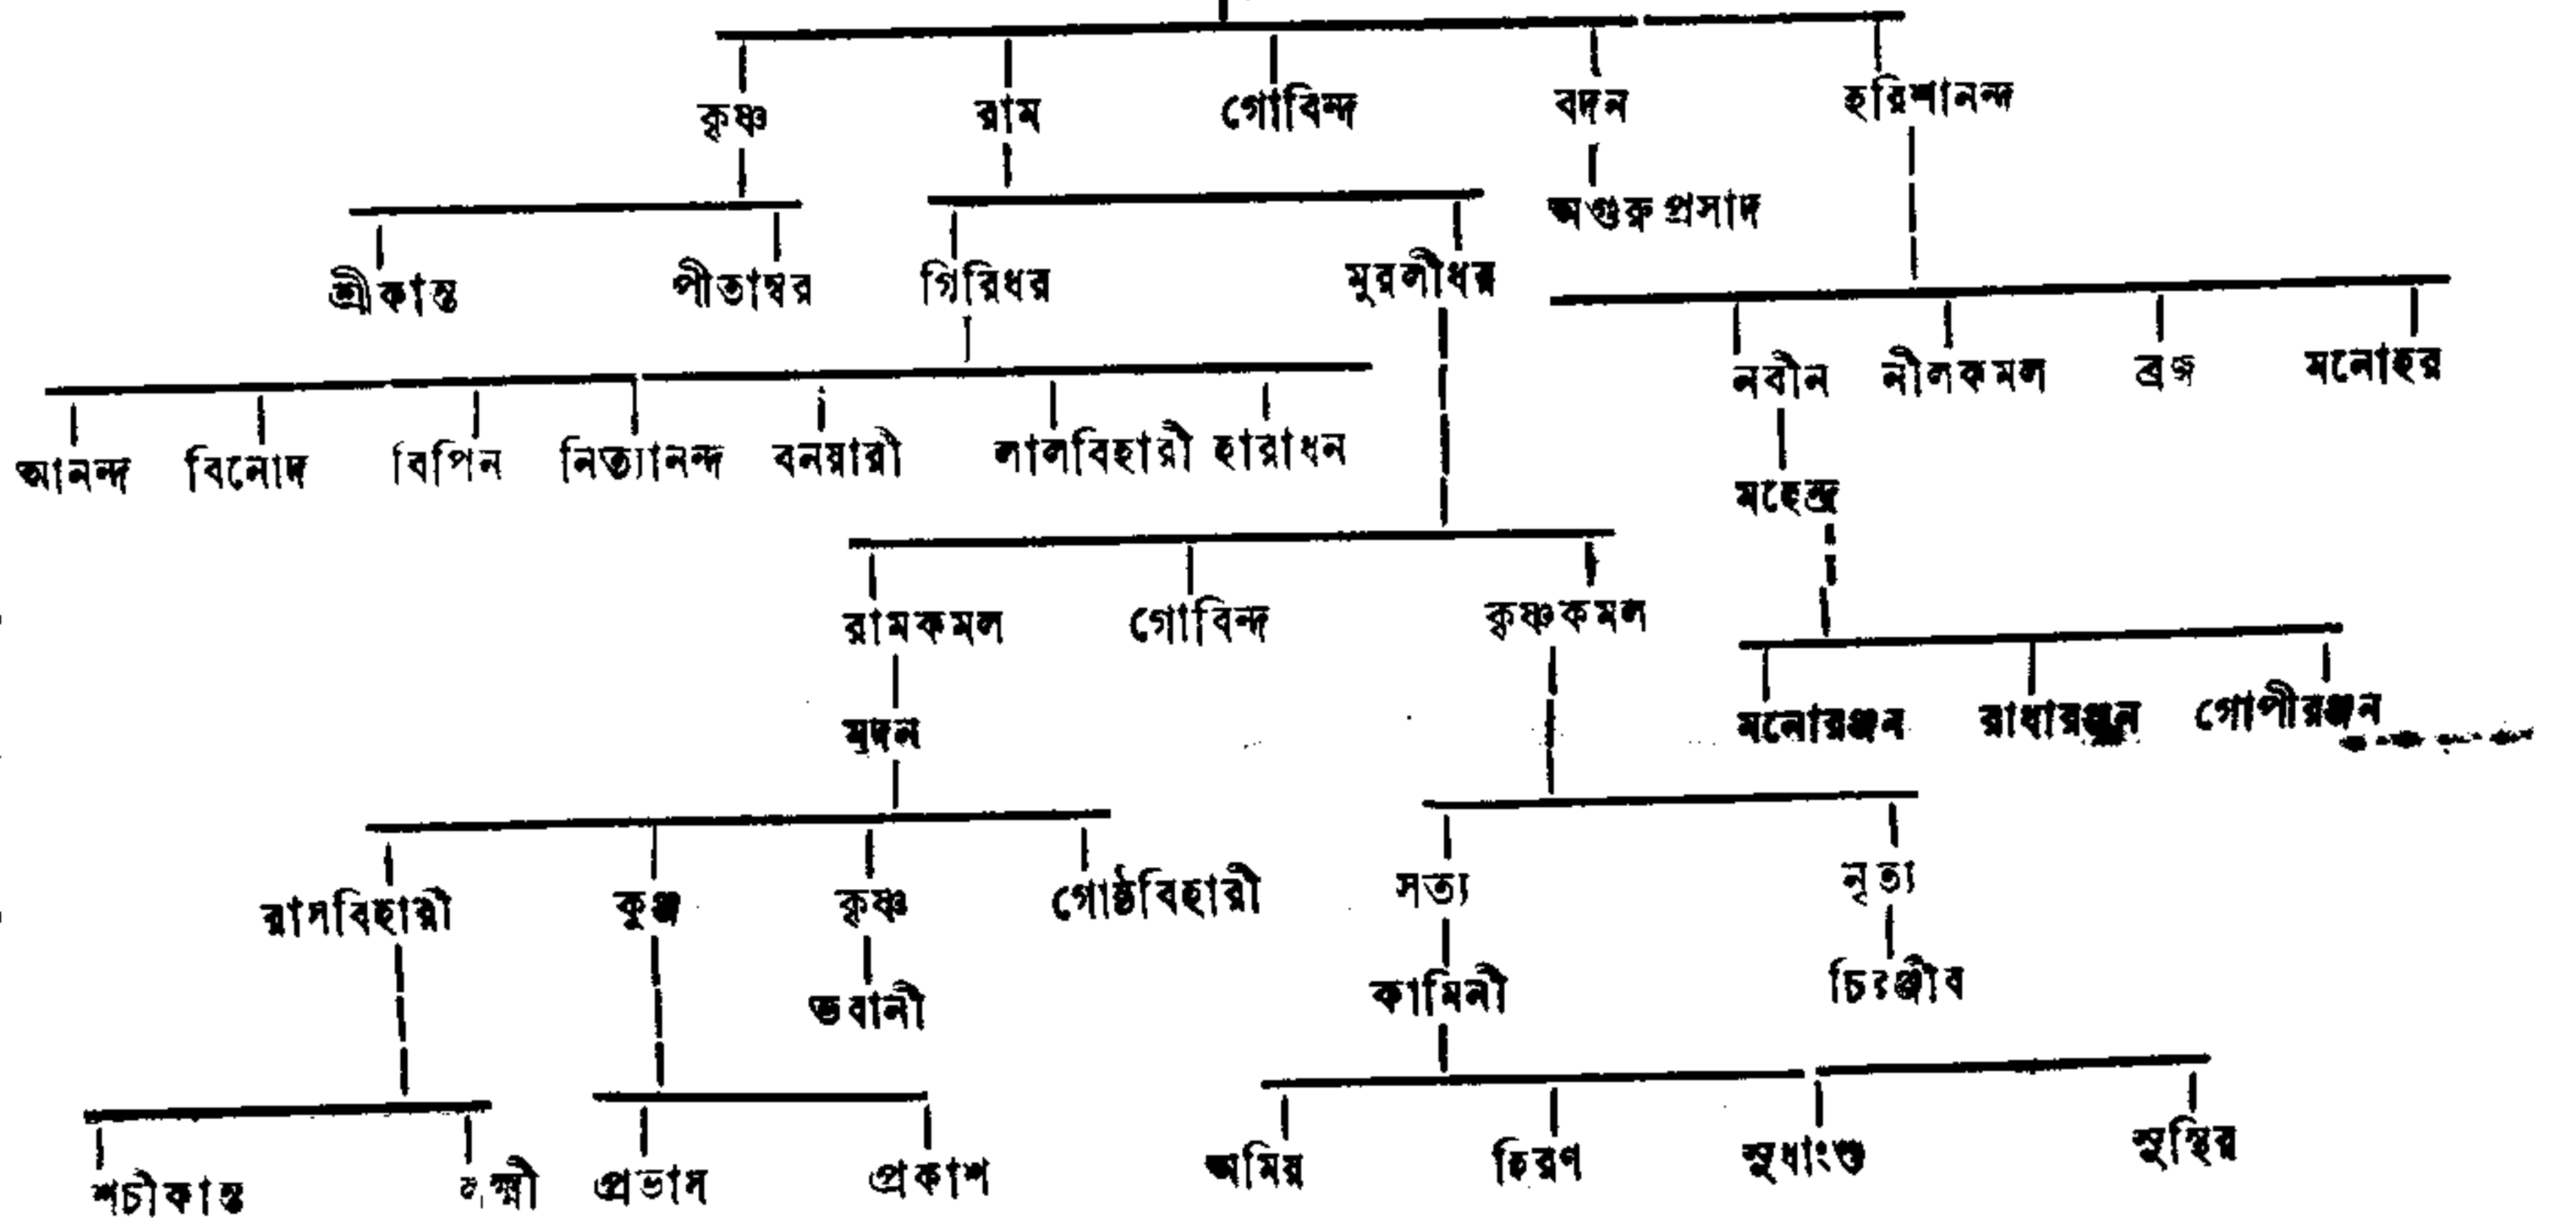 কৃষ্ণ রাম গোবিন্দ বদন হরিশানন্দ
অগুরুপ্রসাদ
শ্রীকান্ত পীতাম্বর গিরিধর মুরলীধর
নবীন নীলকমল ব্রজ মনোহর
আনন্দ বিনোদ বিপিন নিত্যানন্দ বনয়ারী লালবিহারী হারাধন
মহেন্দ্র
রামকমল গোবিন্দ কৃষ্ণকমল
মদন মনোরঞ্জন রাধারঞ্জন গোপীরঞ্জন
রাসবিহারী কুঞ্জ কৃষ্ণ গোষ্ঠবিহারী সত্য নৃত্য
ভবানী কামিনী চিরঞ্জীব
শচীকান্ত লক্ষ্মী প্রভাস প্রকাশ অমিয় হিরণ সুধাংশু সুস্থির